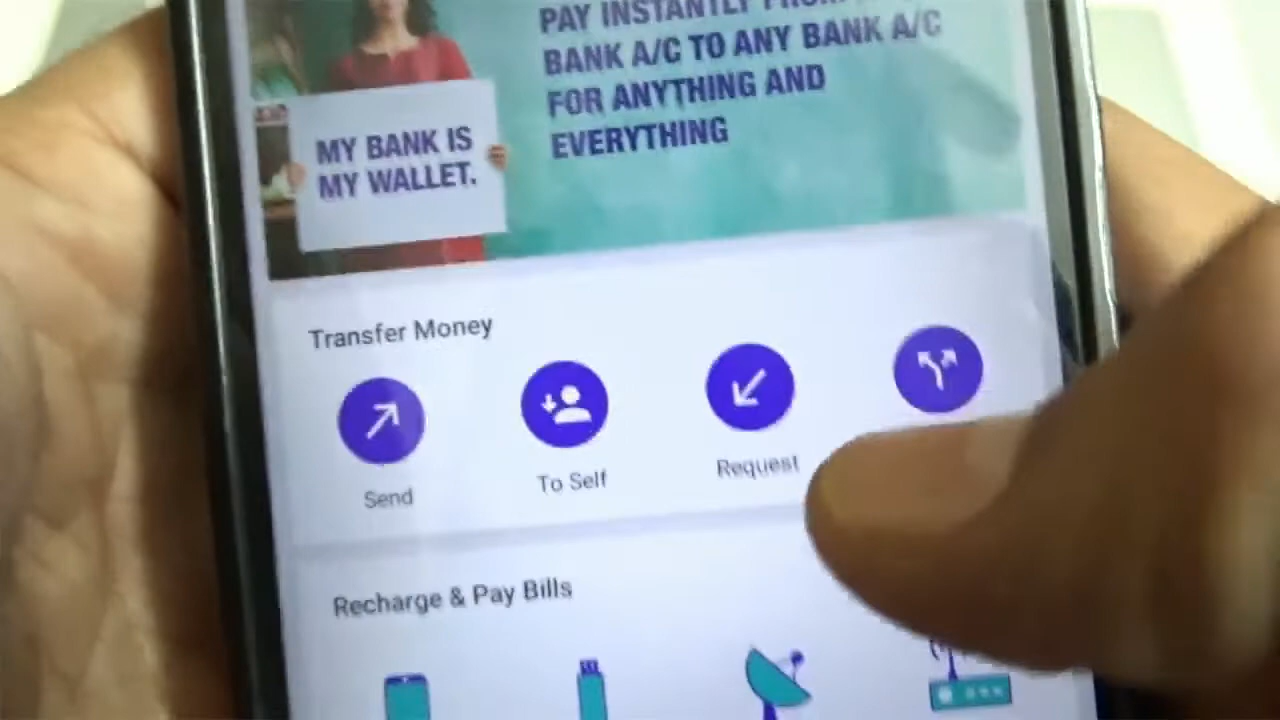 MY BANK IS
MY WALLET.
PAY INSTANTLY
BANK A/C TO ANY BANK A/C
FOR ANYTHING AND
EVERYTHING
Transfer Money
Send
To Self
Request
Recharge & Pay Bills